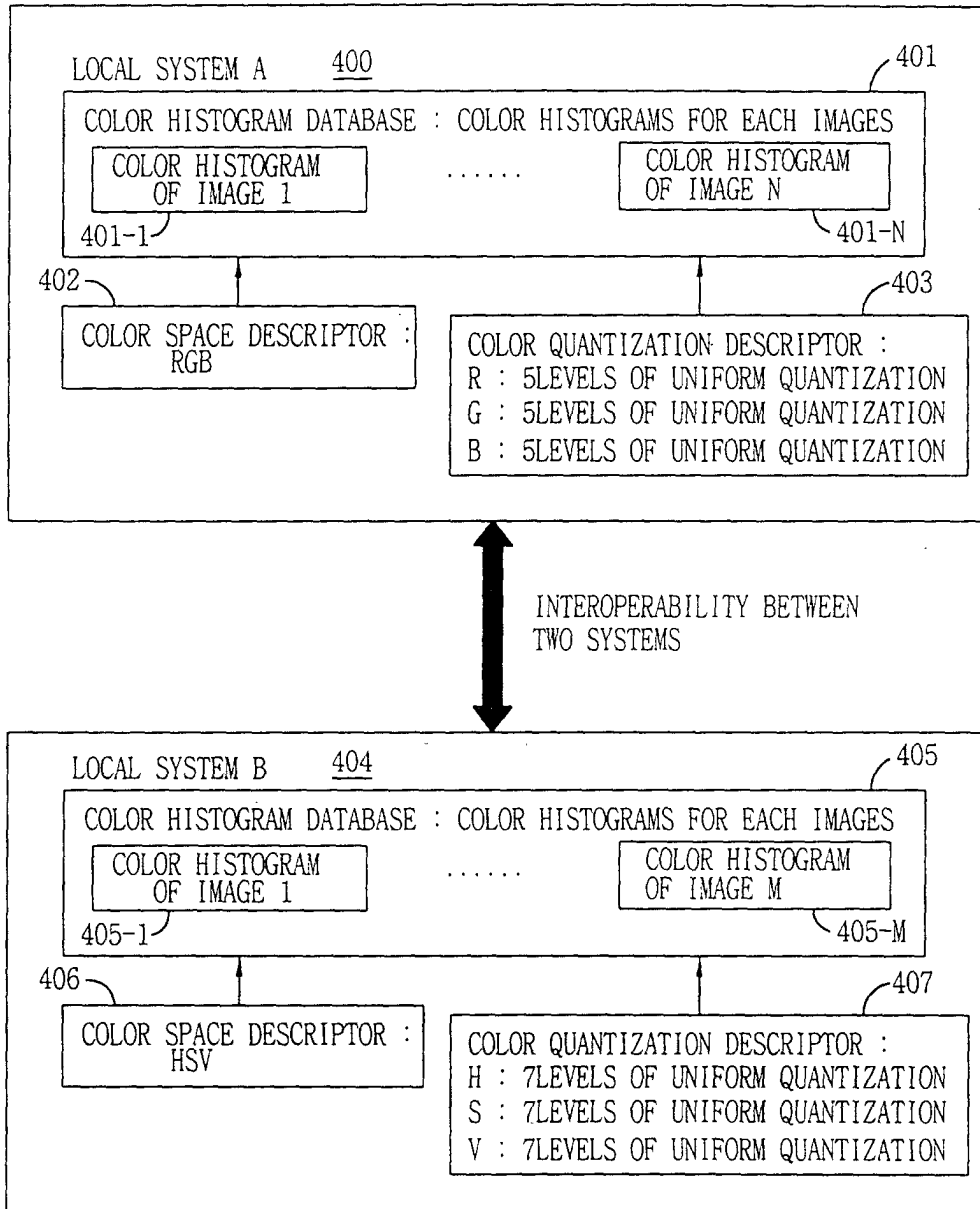 LOCAL SYSTEM A 400
401
COLOR HISTOGRAM DATABASE : COLOR HISTOGRAMS FOR EACH IMAGES
COLOR HISTOGRAM
OF IMAGE 1
......
COLOR HISTOGRAM
OF IMAGE N
401-1
401-N
402
COLOR SPACE DESCRIPTOR :
RGB
403
COLOR QUANTIZATION DESCRIPTOR :
R : 5LEVELS OF UNIFORM QUANTIZATION
G : 5LEVELS OF UNIFORM QUANTIZATION
B : 5LEVELS OF UNIFORM QUANTIZATION
INTEROPERABILITY BETWEEN
TWO SYSTEMS
LOCAL SYSTEM B 404
405
COLOR HISTOGRAM DATABASE : COLOR HISTOGRAMS FOR EACH IMAGES
COLOR HISTOGRAM
OF IMAGE 1
......
COLOR HISTOGRAM
OF IMAGE M
405-1
405-M
406
COLOR SPACE DESCRIPTOR :
HSV
407
COLOR QUANTIZATION DESCRIPTOR :
H : 7LEVELS OF UNIFORM QUANTIZATION
S : 7LEVELS OF UNIFORM QUANTIZATION
V : 7LEVELS OF UNIFORM QUANTIZATION